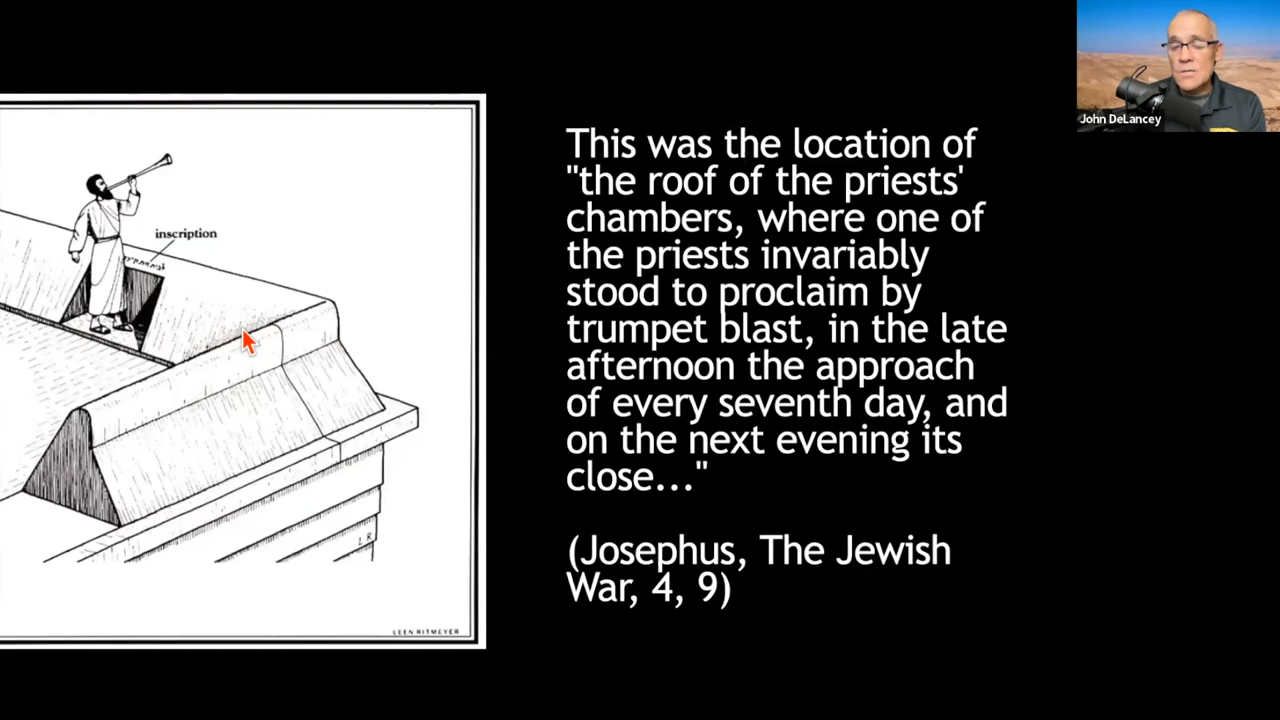 John DeLancey
inscription
LR
LEEN RITMEYER
This was the location of
"the roof of the priests'
chambers, where one of
the priests invariably
stood to proclaim by
trumpet blast, in the late
afternoon the approach
of every seventh day, and
on the next evening its
close..."
(Josephus, The Jewish
War, 4, 9)